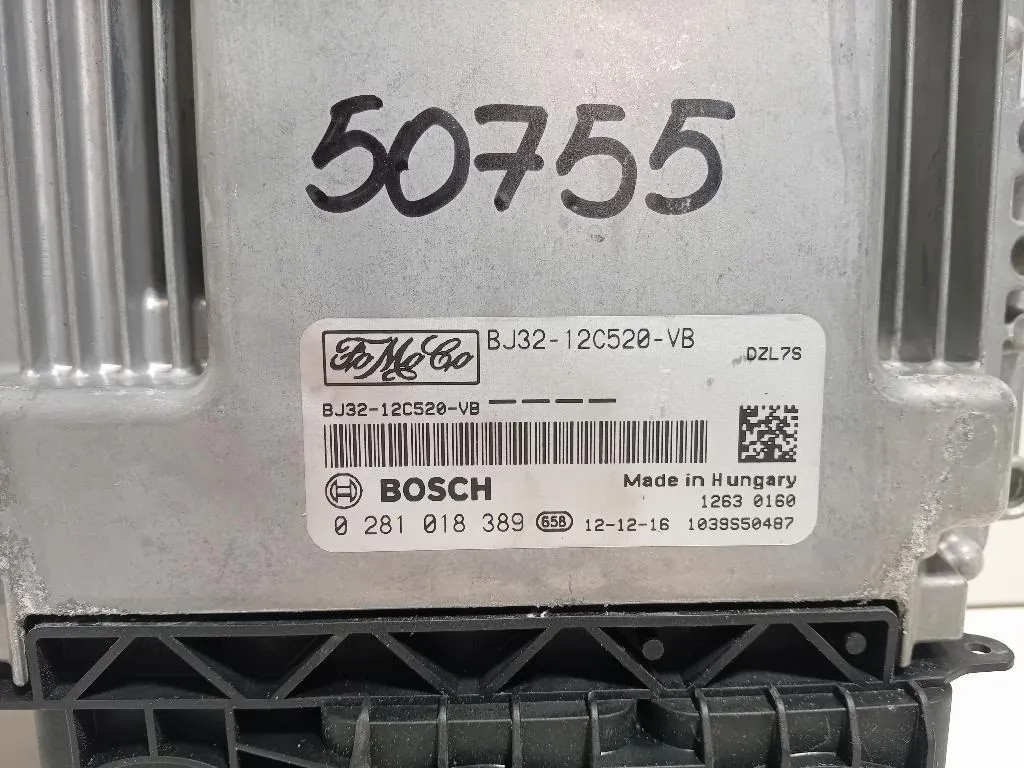 50755
FoMoCo BJ32-12C520-VB
DZL7S
BJ32-12C520-VB ————
BOSCH
Made in Hungary
1263 0160
0 281 018 389 658 12-12-16 1039S50487